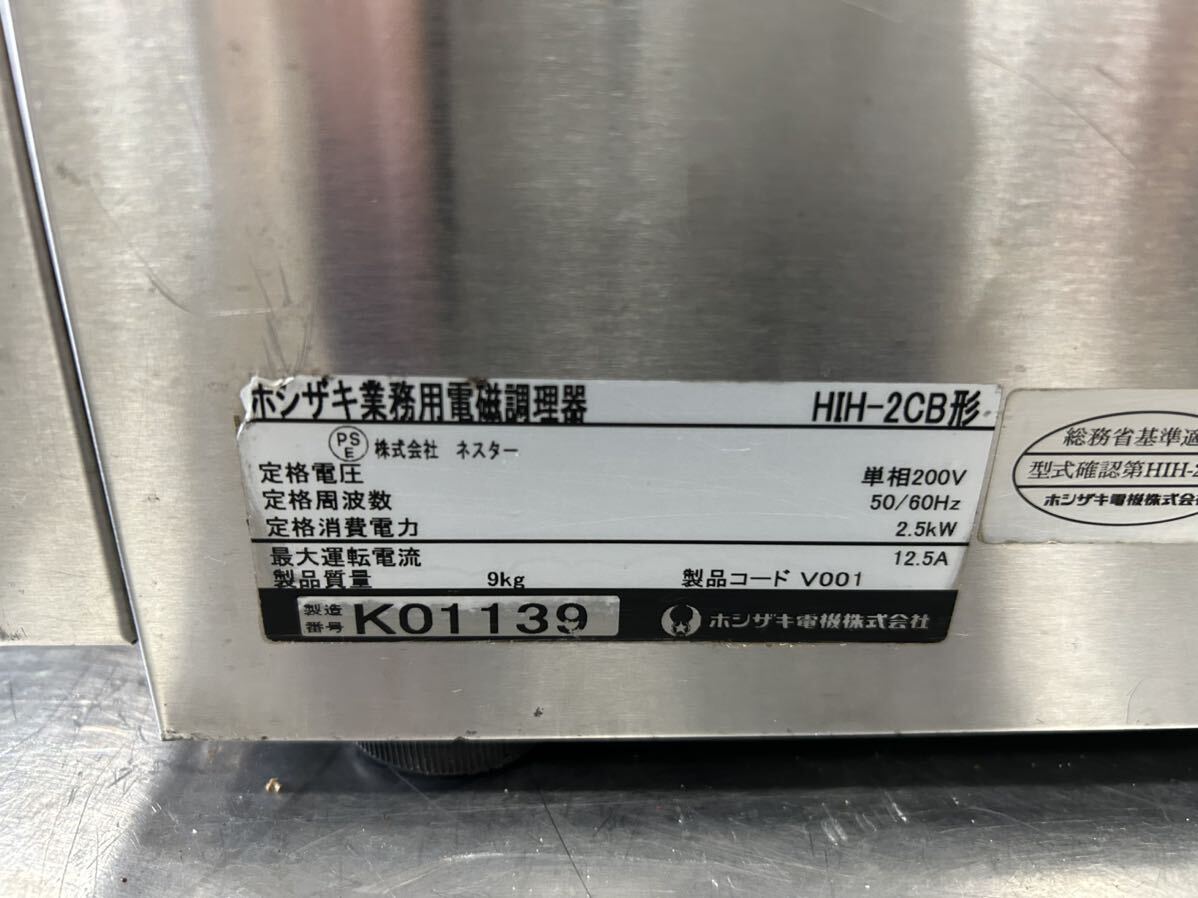 ホシザキ業務用電磁調理器 HIH-2CB形
PS E 株式会社 ネスター
定格電圧 単相200V
定格周波数 50/60Hz
定格消費電力 2.5kW
最大運転電流 12.5A
製品質量 9kg 製品コード V001
製造番号 K01139 ホシザキ電機株式会社
総務省基準適
型式確認第HIH-2
ホシザキ電機株式会社